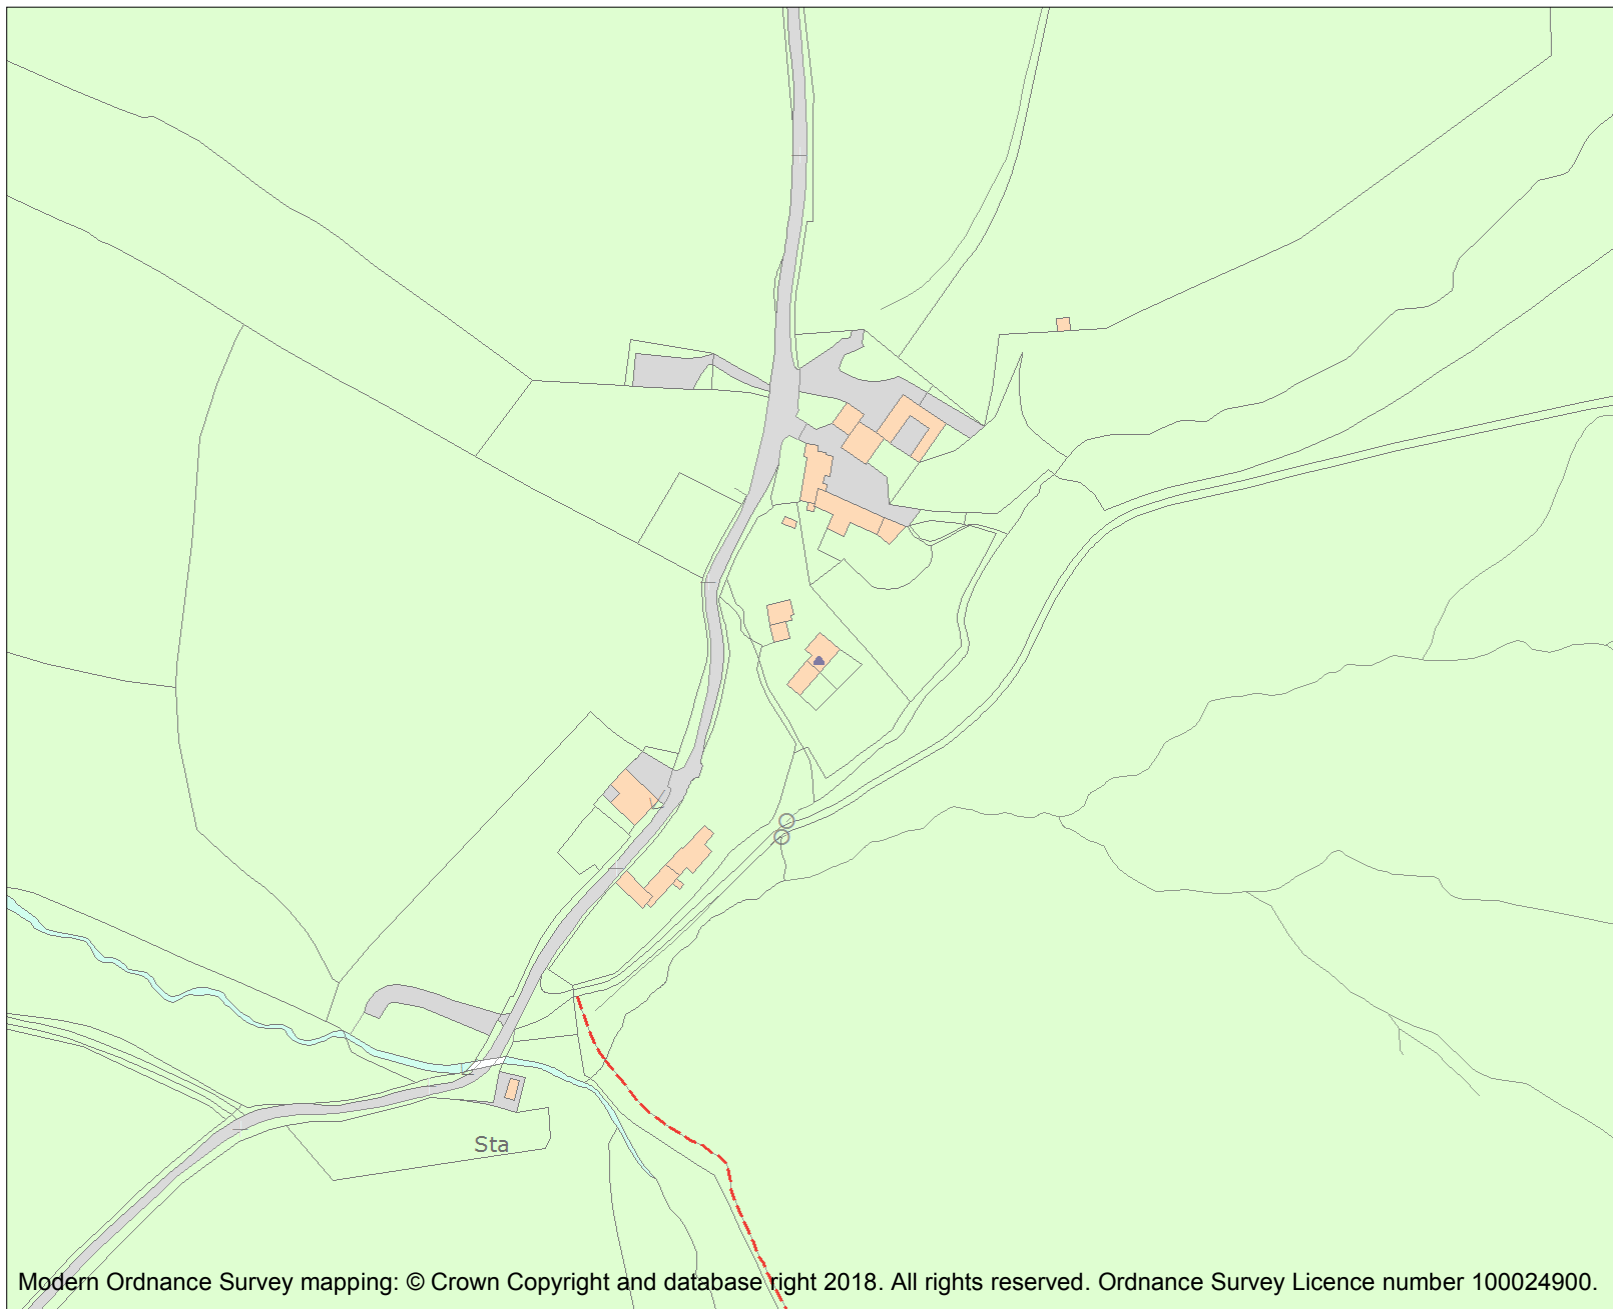 Sta
Modern Ordnance Survey mapping: © Crown Copyright and database right 2018. All rights reserved. Ordnance Survey Licence number 100024900.